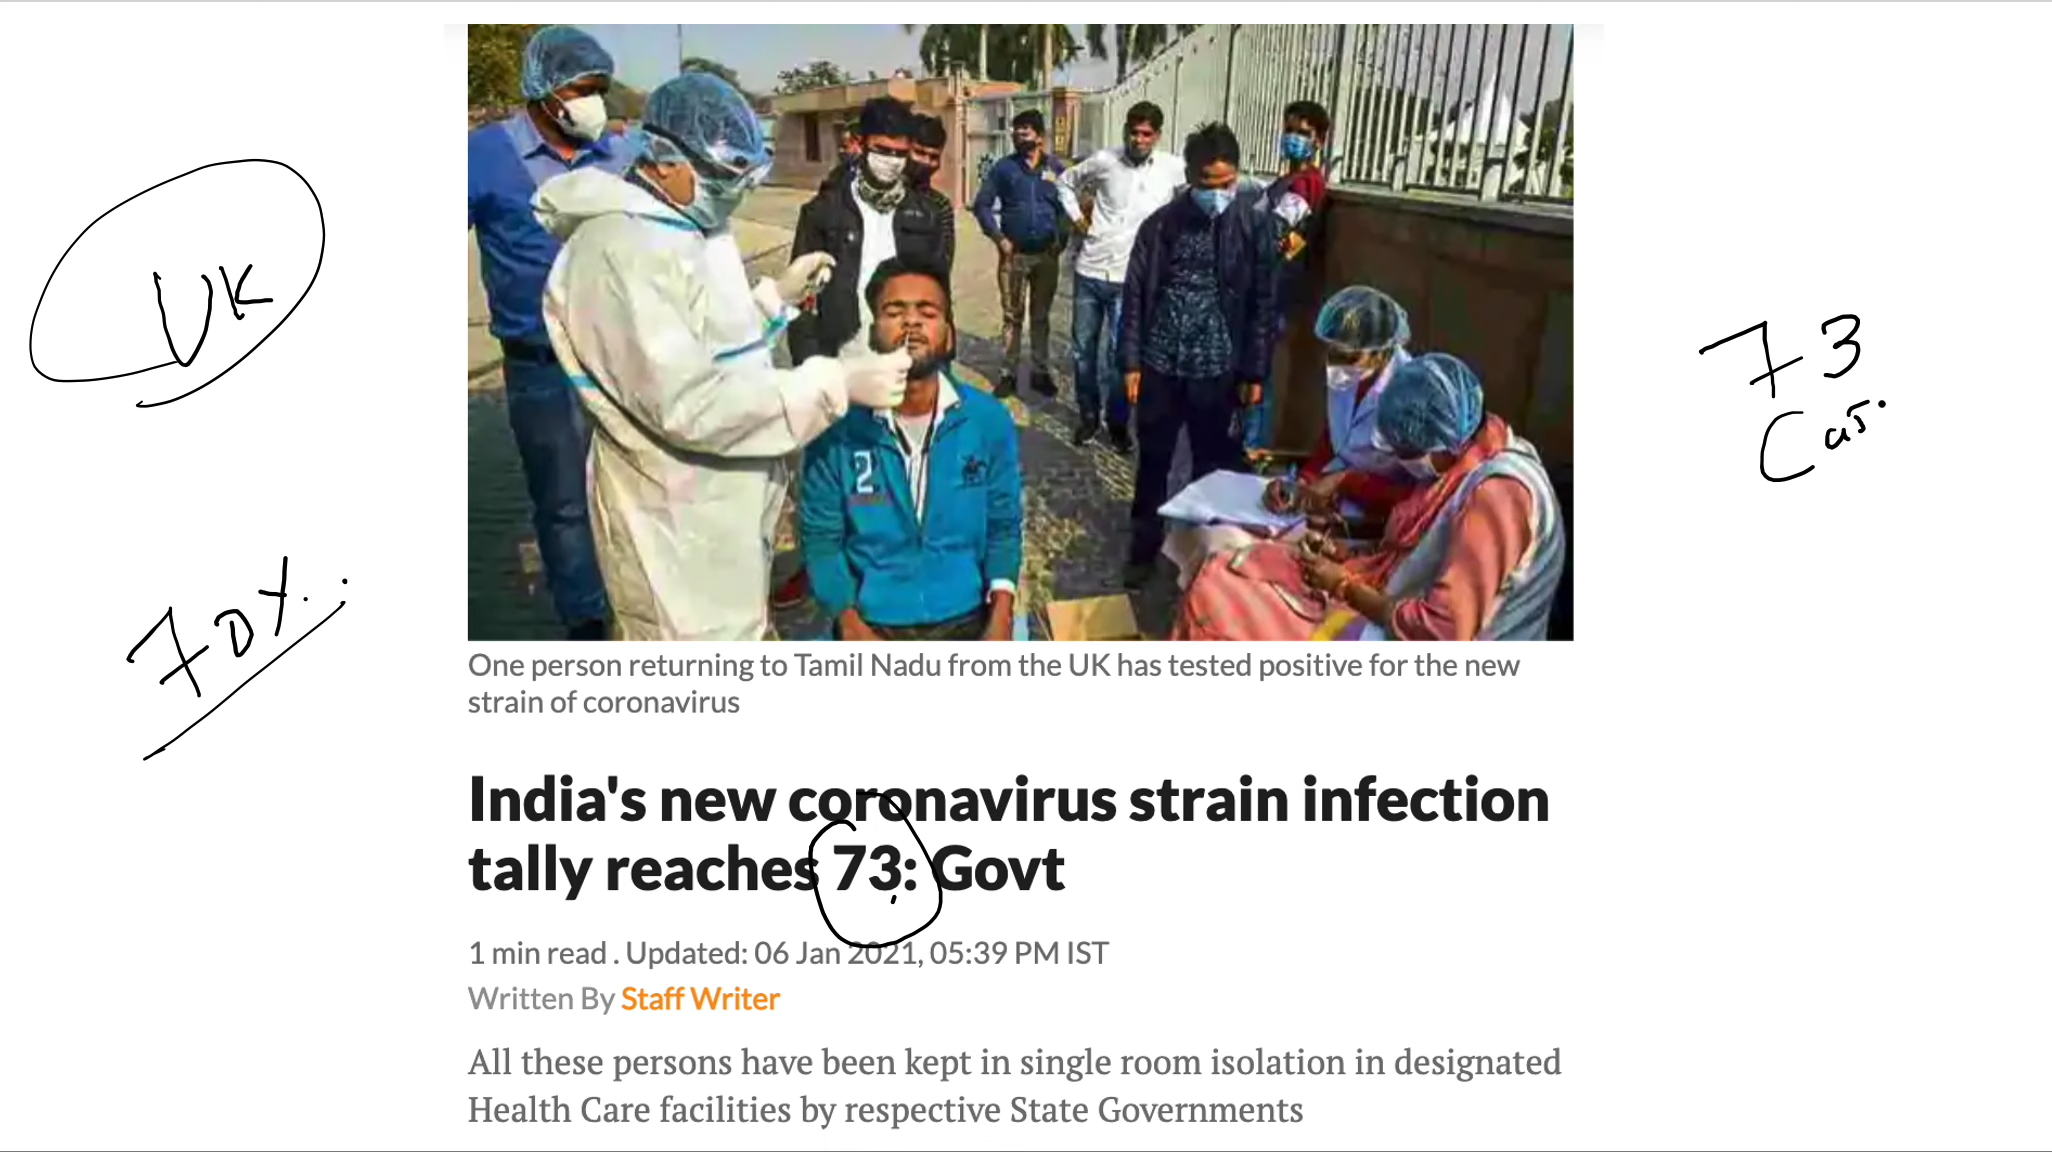 UK
70%.
73
Cas.
2
One person returning to Tamil Nadu from the UK has tested positive for the new
strain of coronavirus
India's new coronavirus strain infection
tally reaches 73: Govt
1 min read . Updated: 06 Jan 2021, 05:39 PM IST
Written By Staff Writer
All these persons have been kept in single room isolation in designated
Health Care facilities by respective State Governments